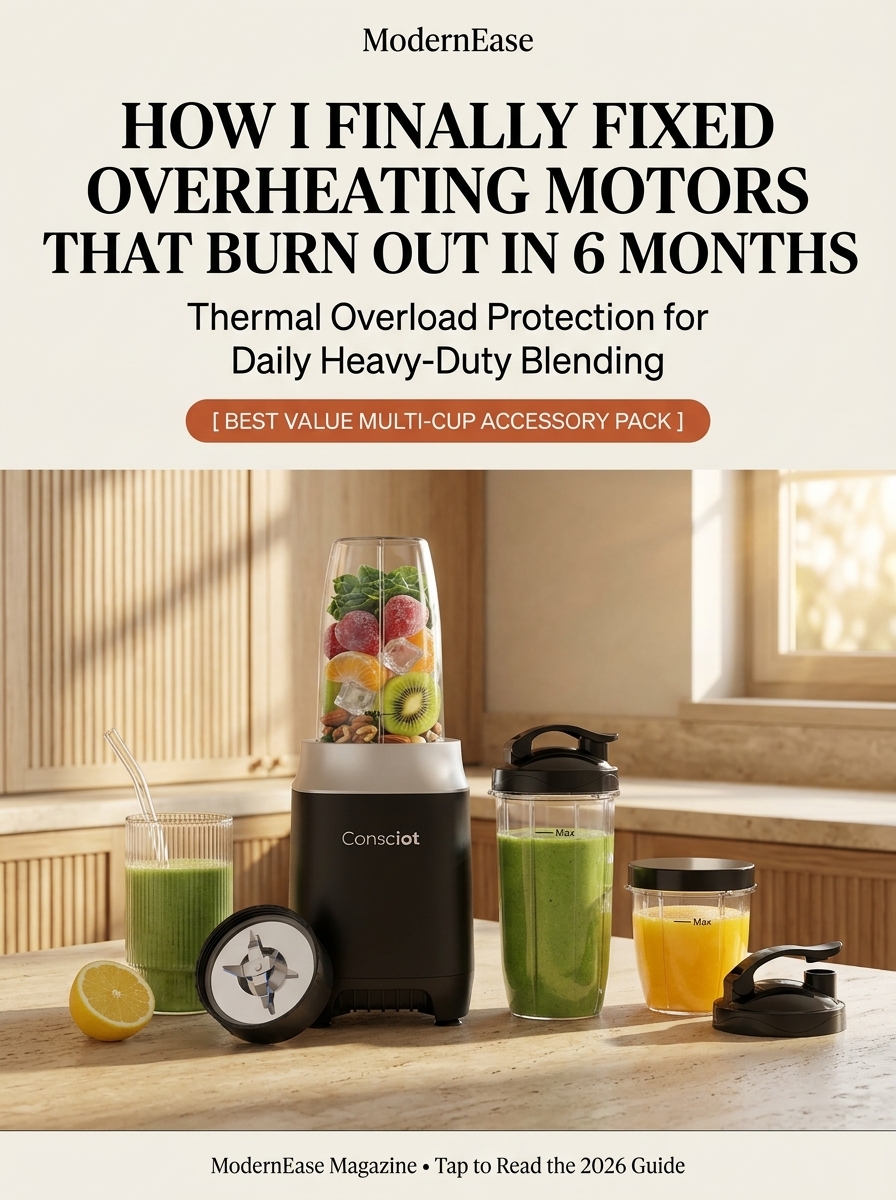 ModernEase
HOW I FINALLY FIXED
OVERHEATING MOTORS
THAT BURN OUT IN 6 MONTHS
Thermal Overload Protection for
Daily Heavy-Duty Blending
[ BEST VALUE MULTI-CUP ACCESSORY PACK ]
Consciot
Max
Max
ModernEase Magazine • Tap to Read the 2026 Guide